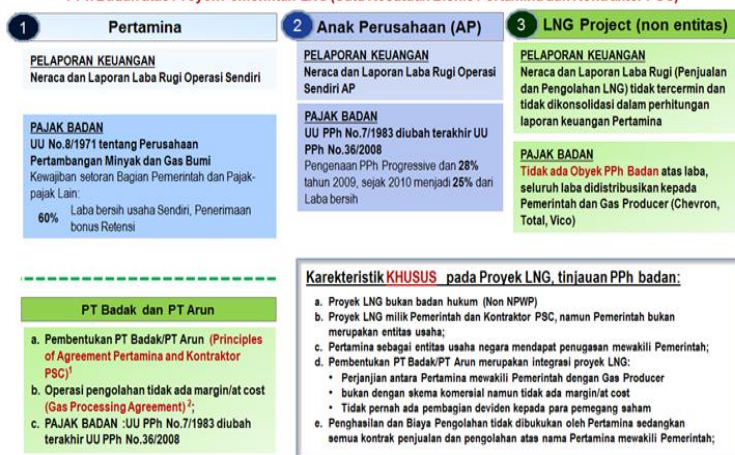 1
Pertamina
PELAPORAN KEUANGAN
Neraca dan Laporan Laba Rugi Operasi Sendiri
PAJAK BADAN
UU No.8/1971 tentang Perusahaan
Pertambangan Minyak dan Gas Bumi
Kewajiban setoran Bagian Pemerintah dan Pajak-
pajak Lain:
60% Laba bersih usaha Sendiri, Penerimaan
bonus Retensi
2
Anak Perusahaan (AP)
PELAPORAN KEUANGAN
Neraca dan Laporan Laba Rugi Operasi
Sendiri AP
PAJAK BADAN
UU PPh No.7/1983 diubah terakhir UU
PPh No.36/2008
Pengenaan PPh Progressive dan 28%
tahun 2009, sejak 2010 menjadi 25% dari
Laba bersih
3
LNG Project (non entitas)
PELAPORAN KEUANGAN
Neraca dan Laporan Laba Rugi (Penjualan
dan Pengolahan LNG) tidak tercermin dan
tidak dikonsolidasi dalam perhitungan
laporan keuangan Pertamina
PAJAK BADAN
Tidak ada Obyek PPh Badan atas laba,
seluruh laba didistribusikan kepada
Pemerintah dan Gas Producer (Chevron,
Total, Vico)
PT Badak dan PT Arun
a. Pembentukan PT Badak/PT Arun (Principles
of Agreement Pertamina and Kontraktor
PSC)1
b. Operasi pengolahan tidak ada margin/at cost
(Gas Processing Agreement) 2;
c. PAJAK BADAN :UU PPh No.7/1983 diubah
terakhir UU PPh No.36/2008
Karekteristik KHUSUS pada Proyek LNG, tinjauan PPh badan:
a. Proyek LNG bukan badan hukum (Non NPWP)
b. Proyek LNG milik Pemerintah dan Kontraktor PSC, namun Pemerintah bukan
merupakan entitas usaha;
c. Pertamina sebagai entitas usaha negara mendapat penugasan mewakili Pemerintah;
d. Pembentukan PT Badak/PT Arun merupakan integrasi proyek LNG:
• Perjanjian antara Pertamina mewakili Pemerintah dengan Gas Producer
• bukan dengan skema komersial namun tidak ada margin/at cost
• Tidak pernah ada pembagian deviden kepada para pemegang saham
e. Penghasilan dan Biaya Pengolahan tidak dibukukan oleh Pertamina sedangkan
semua kontrak penjualan dan pengolahan atas nama Pertamina mewakili Pemerintah;